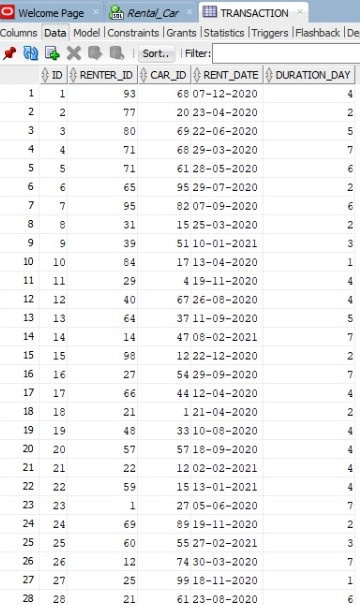 Welcome Page Rental_Car TRANSACTION
Columns Data Model Constraints Grants Statistics Triggers Flashback De
Sort.. Filter:
ID RENTER_ID CAR_ID RENT_DATE DURATION_DAY
1 1 93 68 07-12-2020 4
2 2 77 20 23-04-2020 2
3 3 80 69 22-06-2020 5
4 4 71 68 29-03-2020 7
5 5 71 61 28-05-2020 6
6 6 65 95 29-07-2020 2
7 7 95 82 07-09-2020 6
8 8 31 15 25-03-2020 2
9 9 39 51 10-01-2021 3
10 10 84 17 13-04-2020 1
11 11 29 4 19-11-2020 4
12 12 40 67 26-08-2020 4
13 13 64 37 11-09-2020 5
14 14 14 47 08-02-2021 7
15 15 98 12 22-12-2020 2
16 16 27 54 29-09-2020 7
17 17 66 44 12-04-2020 4
18 18 21 1 21-04-2020 2
19 19 48 33 10-08-2020 4
20 20 57 57 18-09-2020 4
21 21 22 12 02-02-2021 4
22 22 59 15 13-01-2021 4
23 23 1 27 05-06-2020 7
24 24 69 89 19-11-2020 2
25 25 60 55 27-02-2021 3
26 26 12 74 30-03-2020 7
27 27 25 99 18-11-2020 1
28 28 21 61 23-08-2020 6